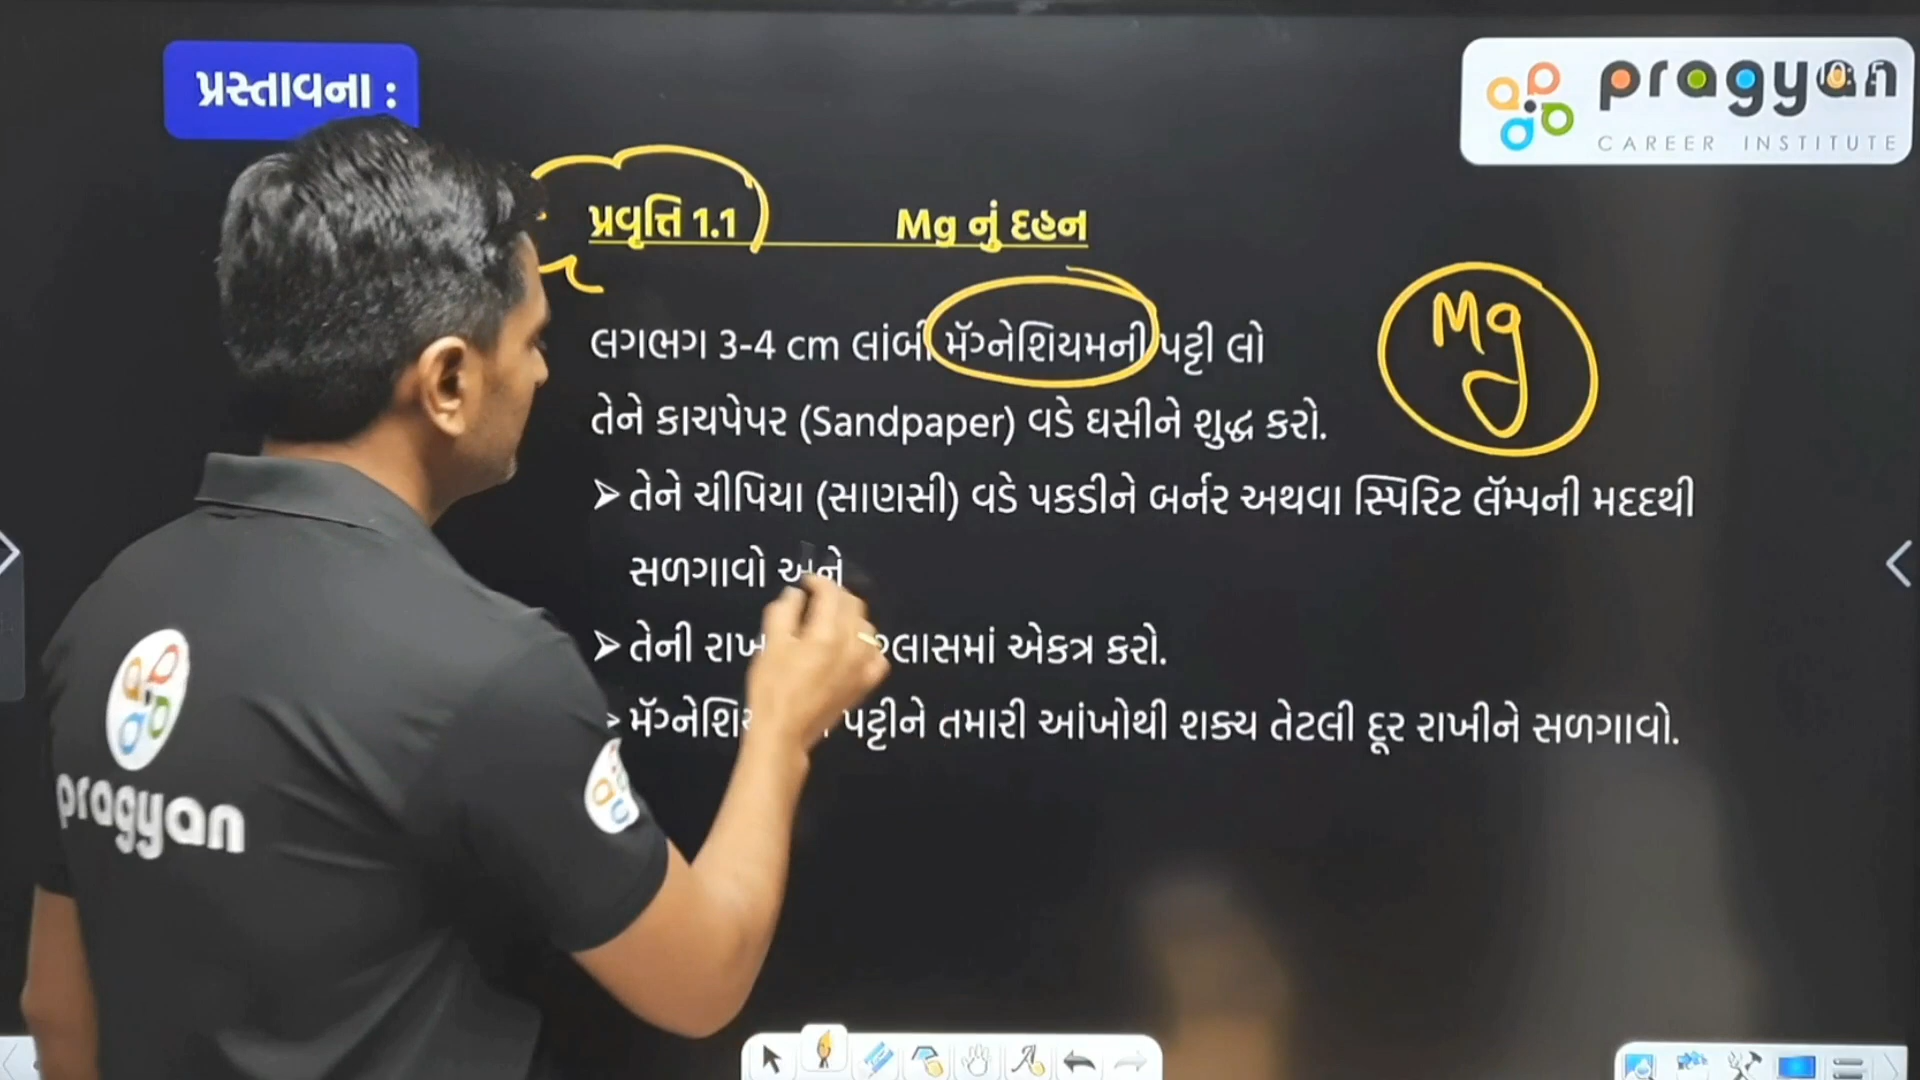 પ્રસ્તાવના :
pragyan
CAREER INSTITUTE
પ્રવૃત્તિ 1.1 Mg નું દહન
લગભગ 3-4 cm લાંબી મૅગ્નેશિયમની પટ્ટી લો
Mg
તેને કાચપેપર (Sandpaper) વડે ઘસીને શુદ્ધ કરો.
➤ તેને ચીપિયા (સાણસી) વડે પકડીને બર્નર અથવા સ્પિરિટ લૅમ્પની મદદથી
સળગાવો અને
➤ તેની રાખ એકત્ર કરો.
➤ પટ્ટીને તમારી આંખોથી શક્ય તેટલી દૂર રાખીને સળગાવો.
pragyan